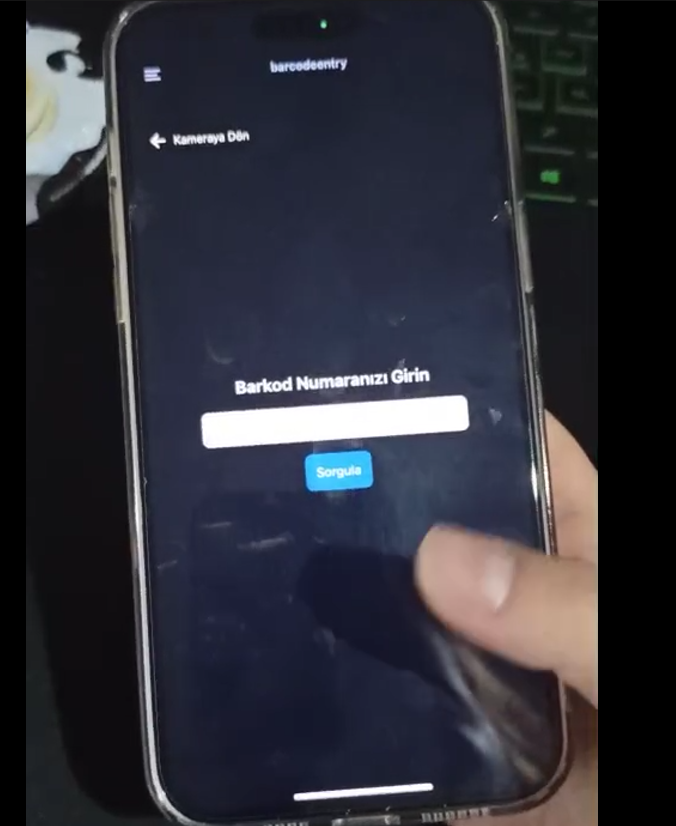 barcodeentry
Kameraya Dön
Barkod Numaranızı Girin
Sorgula